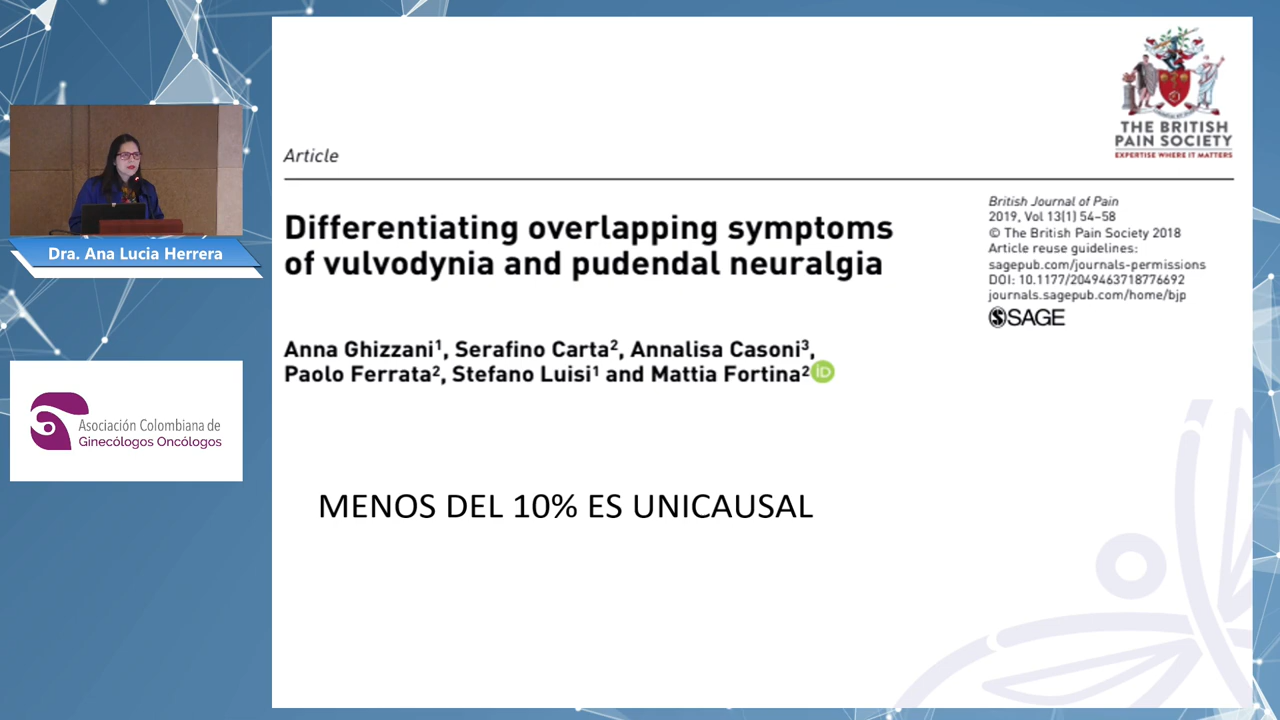 Dra. Ana Lucia Herrera
Asociación Colombiana de
Ginecólogos Oncólogos
THE BRITISH
PAIN SOCIETY
EXPERTISE WHERE IT MATTERS
Article
Differentiating overlapping symptoms
of vulvodynia and pudendal neuralgia
British Journal of Pain
2019, Vol 13(1) 54–58
© The British Pain Society 2018
Article reuse guidelines:
sagepub.com/journals-permissions
DOI: 10.1177/2049463718776692
journals.sagepub.com/home/bjp
SAGE
Anna Ghizzani¹, Serafino Carta², Annalisa Casoni³,
Paolo Ferrata², Stefano Luisi¹ and Mattia Fortina² iD
MENOS DEL 10% ES UNICAUSAL